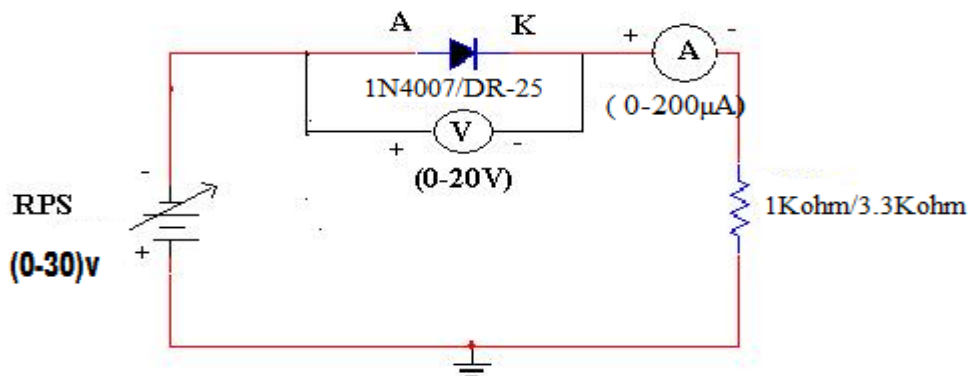 A K
+ A -
1N4007/DR-25
( 0-200µA)
+ V -
(0-20V)
-
RPS
1Kohm/3.3Kohm
+
(0-30)v